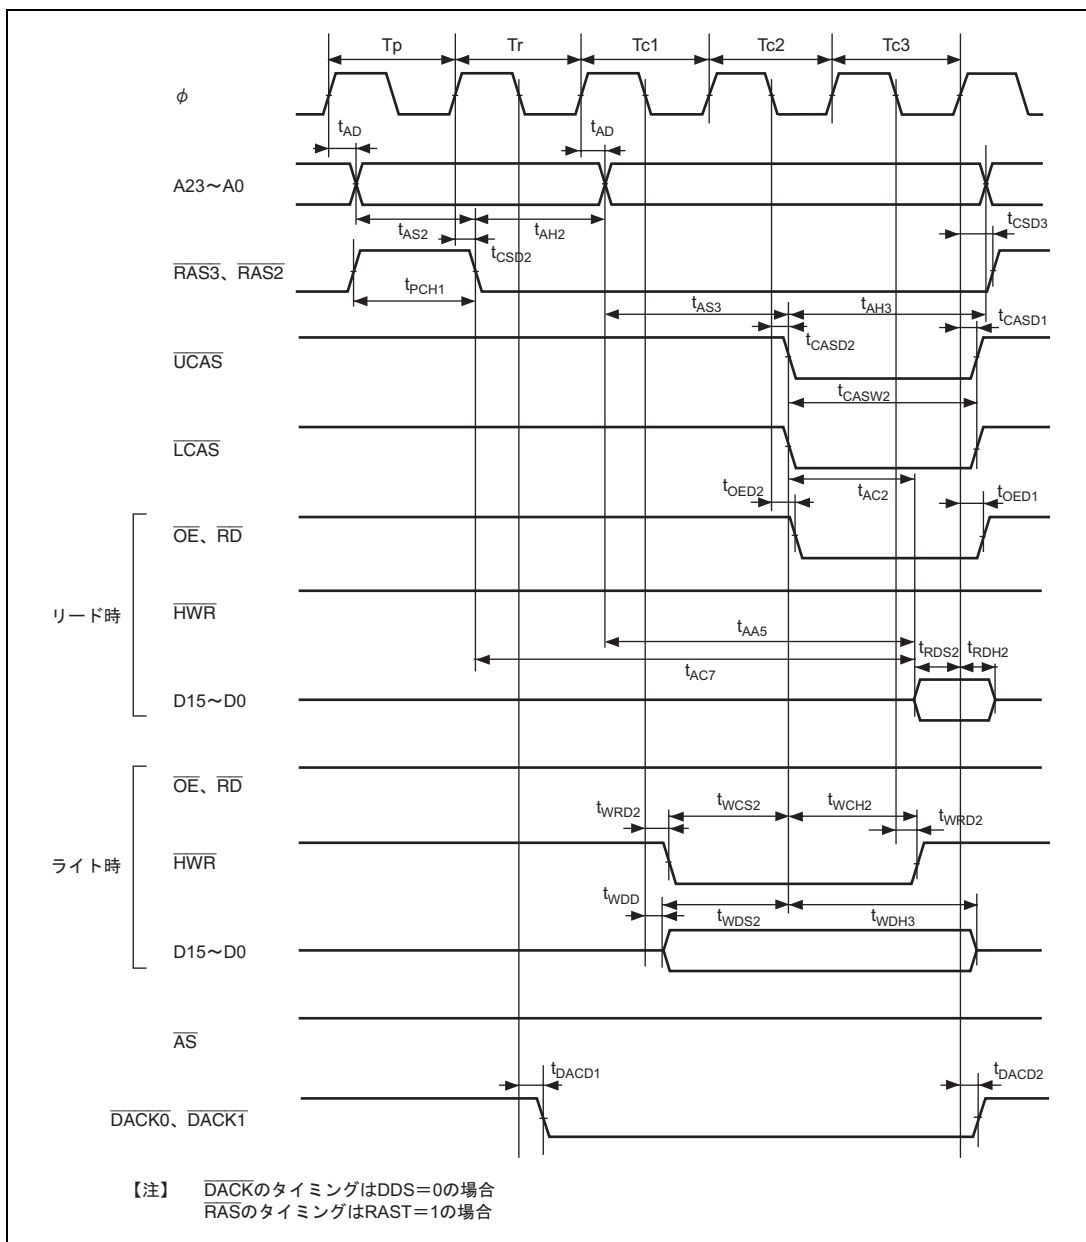 Tp Tr Tc1 Tc2 Tc3
φ
tAD tAD
A23~A0
tAS2 tAH2 tCSD3
tCSD2
RAS3、RAS2
tPCH1
tAS3 tAH3 tCASD1
tCASD2
UCAS
tCASW2
LCAS
tOED2 tAC2 tOED1
OE、RD
リード時
HWR
tAA5
tRDS2 tRDH2
tAC7
D15~D0
OE、RD
tWRD2 tWCS2 tWCH2 tWRD2
ライト時
HWR
tWDD tWDS2 tWDH3
D15~D0
AS
tDACD1 tDACD2
DACK0、DACK1
【注】 DACKのタイミングはDDS=0の場合
RASのタイミングはRAST=1の場合